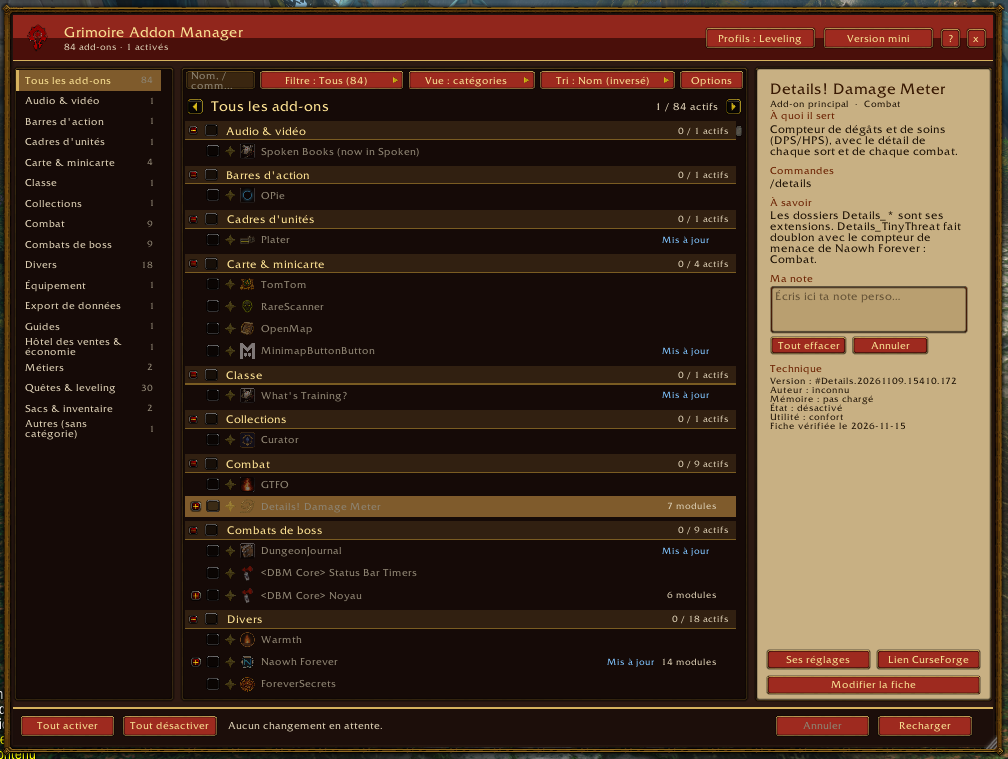 Grimoire Addon Manager
84 add-ons · 1 activés
Profils : Leveling
Version mini
?
x
Tous les add-ons 84
Audio & vidéo 1
Barres d'action 1
Cadres d'unités 1
Carte & minicarte 4
Classe 1
Collections 1
Combat 9
Combats de boss 9
Divers 18
Équipement 1
Export de données 1
Guides 1
Hôtel des ventes &
économie 1
Métiers 2
Quêtes & leveling 30
Sacs & inventaire 2
Autres (sans
catégorie) 1
Nom, /
comm...
Filtre : Tous (84)
Vue : catégories
Tri : Nom (inversé)
Options
Tous les add-ons 1 / 84 actifs
Audio & vidéo 0 / 1 actifs
Spoken Books (now in Spoken)
Barres d'action 0 / 1 actifs
OPie
Cadres d'unités 0 / 1 actifs
Plater Mis à jour
Carte & minicarte 0 / 4 actifs
TomTom
RareScanner
OpenMap
MinimapButtonButton Mis à jour
Classe 0 / 1 actifs
What's Training? Mis à jour
Collections 0 / 1 actifs
Curator
Combat 0 / 9 actifs
GTFO
Details! Damage Meter 7 modules
Combats de boss 0 / 9 actifs
DungeonJournal Mis à jour
<DBM Core> Status Bar Timers
<DBM Core> Noyau 6 modules
Divers 0 / 18 actifs
Warmth
Naowh Forever Mis à jour 14 modules
ForeverSecrets
Details! Damage Meter
Add-on principal · Combat
À quoi il sert
Compteur de dégâts et de soins
(DPS/HPS), avec le détail de
chaque sort et de chaque combat.
Commandes
/details
À savoir
Les dossiers Details_* sont ses
extensions. Details_TinyThreat fait
doublon avec le compteur de
menace de Naowh Forever :
Combat.
Ma note
Écris ici ta note perso...
Tout effacer
Annuler
Technique
Version : #Details.20261109.15410.172
Auteur : inconnu
Mémoire : pas chargé
État : désactivé
Utilité : confort
Fiche vérifiée le 2026-11-15
Ses réglages
Lien CurseForge
Modifier la fiche
Tout activer
Tout désactiver
Aucun changement en attente.
Annuler
Recharger